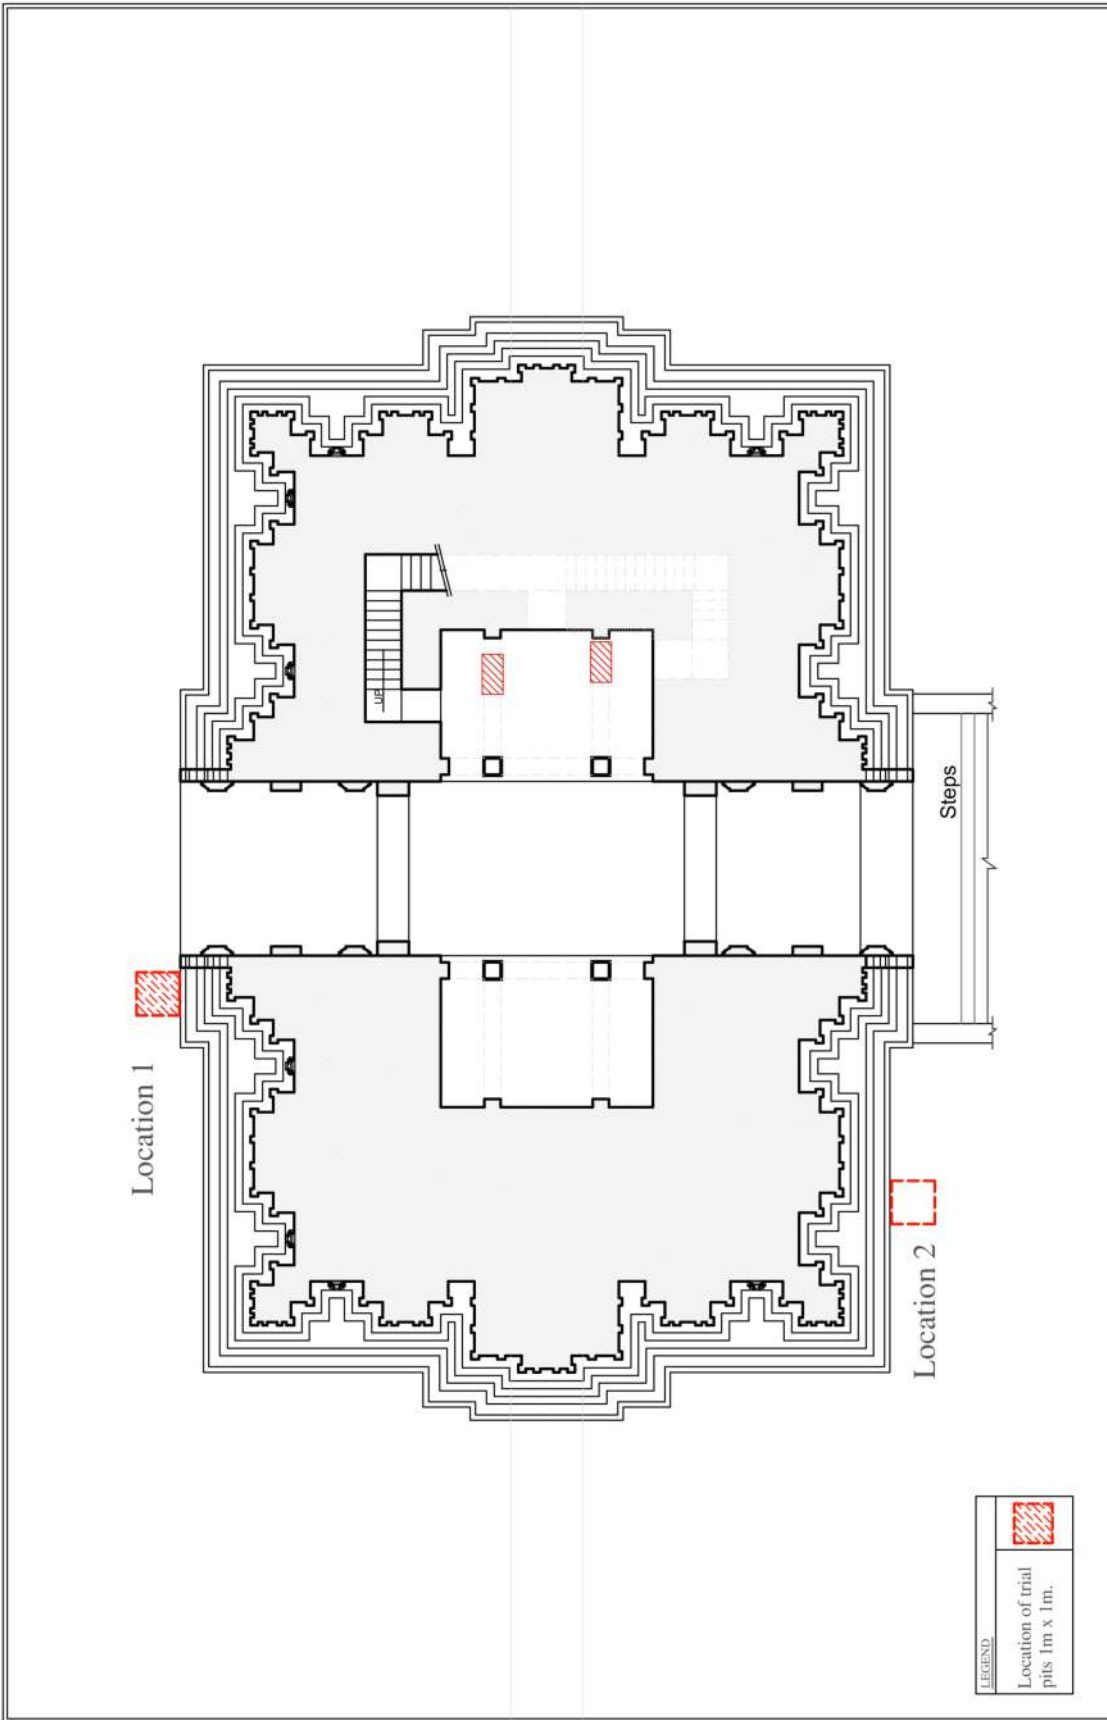 Location 1
Location 2
UP
Steps
LEGEND
Location of trial
pits 1m x 1m.